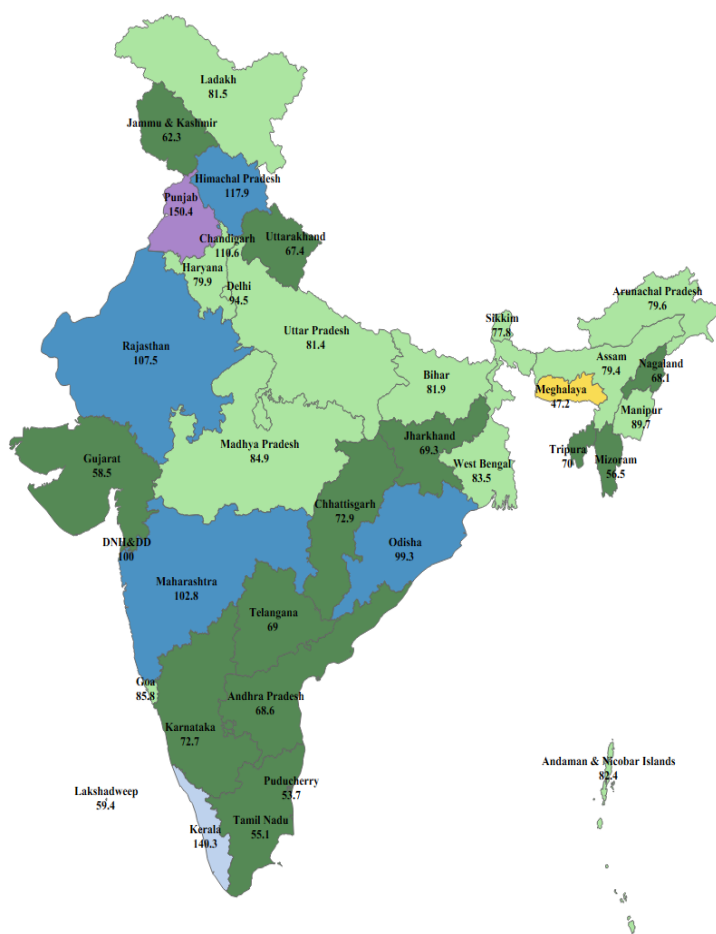 Ladakh
81.5
Jammu & Kashmir
62.3
Himachal Pradesh
117.9
Punjab
150.4
Chandigarh
110.6
Uttarakhand
67.4
Haryana
79.9
Delhi
94.5
Arunachal Pradesh
79.6
Sikkim
77.8
Uttar Pradesh
81.4
Rajasthan
107.5
Assam
79.4
Nagaland
68.1
Bihar
81.9
Meghalaya
47.2
Manipur
89.7
Jharkhand
69.3
Madhya Pradesh
84.9
Tripura
70
Mizoram
56.5
Gujarat
58.5
West Bengal
83.5
Chhattisgarh
72.9
DNH&DD
100
Odisha
99.3
Maharashtra
102.8
Telangana
69
Goa
85.8
Andhra Pradesh
68.6
Karnataka
72.7
Andaman & Nicobar Islands
82.4
Puducherry
53.7
Lakshadweep
59.4
Tamil Nadu
55.1
Kerala
140.3